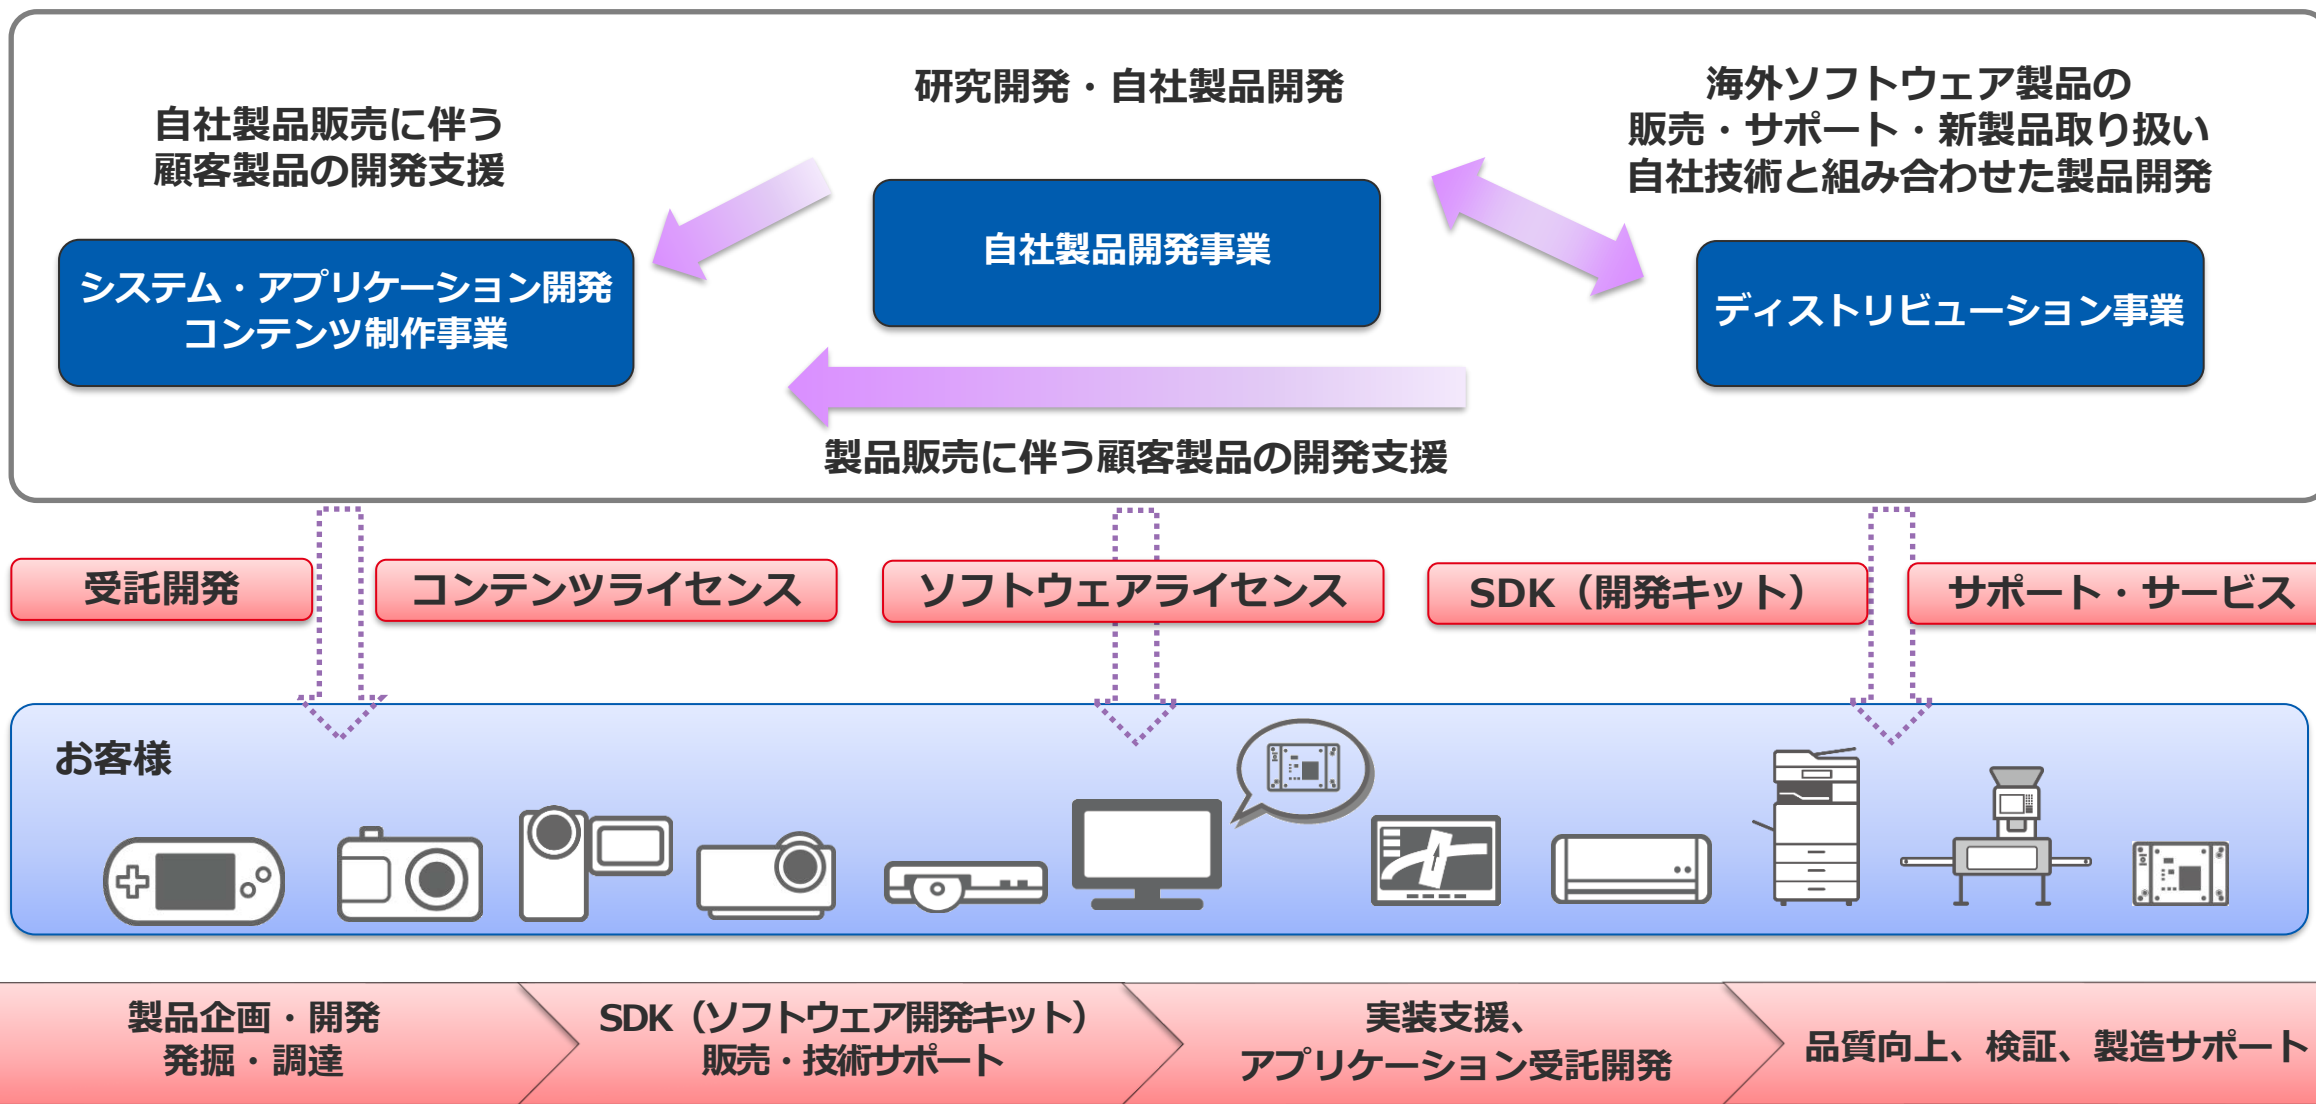 自社製品販売に伴う
顧客製品の開発支援
研究開発・自社製品開発
海外ソフトウェア製品の
販売・サポート・新製品取り扱い
自社技術と組み合わせた製品開発
システム・アプリケーション開発
コンテンツ制作事業
自社製品開発事業
ディストリビューション事業
製品販売に伴う顧客製品の開発支援
受託開発
コンテンツライセンス
ソフトウェアライセンス
SDK（開発キット）
サポート・サービス
お客様
製品企画・開発
発掘・調達
SDK（ソフトウェア開発キット）
販売・技術サポート
実装支援、
アプリケーション受託開発
品質向上、検証、製造サポート